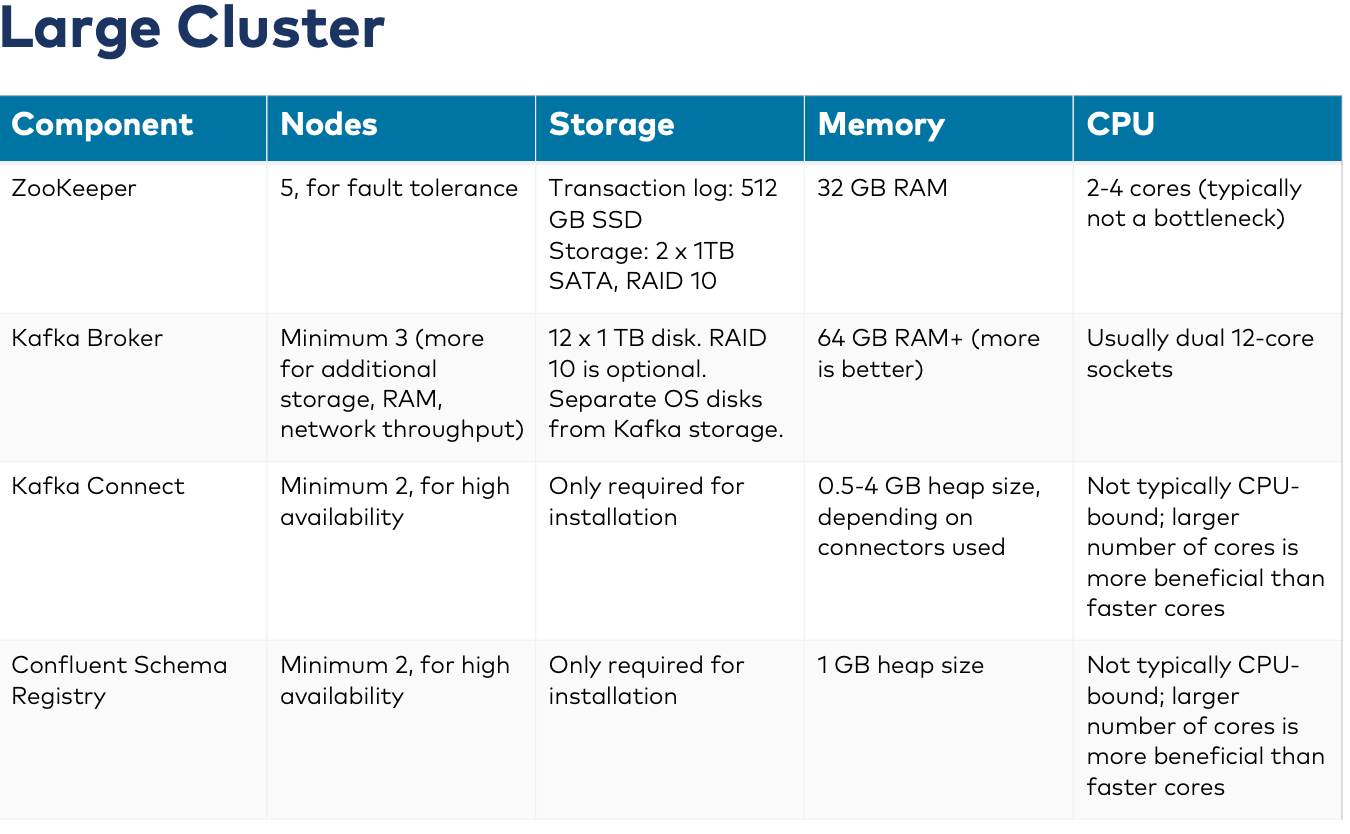 Large Cluster
Component Nodes Storage Memory CPU
ZooKeeper
5, for fault tolerance
Transaction log: 512
GB SSD
Storage: 2 x 1TB
SATA, RAID 10
32 GB RAM
2-4 cores (typically
not a bottleneck)
Kafka Broker
Minimum 3 (more
for additional
storage, RAM,
network throughput)
12 x 1 TB disk. RAID
10 is optional.
Separate OS disks
from Kafka storage.
64 GB RAM+ (more
is better)
Usually dual 12-core
sockets
Kafka Connect
Minimum 2, for high
availability
Only required for
installation
0.5-4 GB heap size,
depending on
connectors used
Not typically CPU-
bound; larger
number of cores is
more beneficial than
faster cores
Confluent Schema
Registry
Minimum 2, for high
availability
Only required for
installation
1 GB heap size
Not typically CPU-
bound; larger
number of cores is
more beneficial than
faster cores